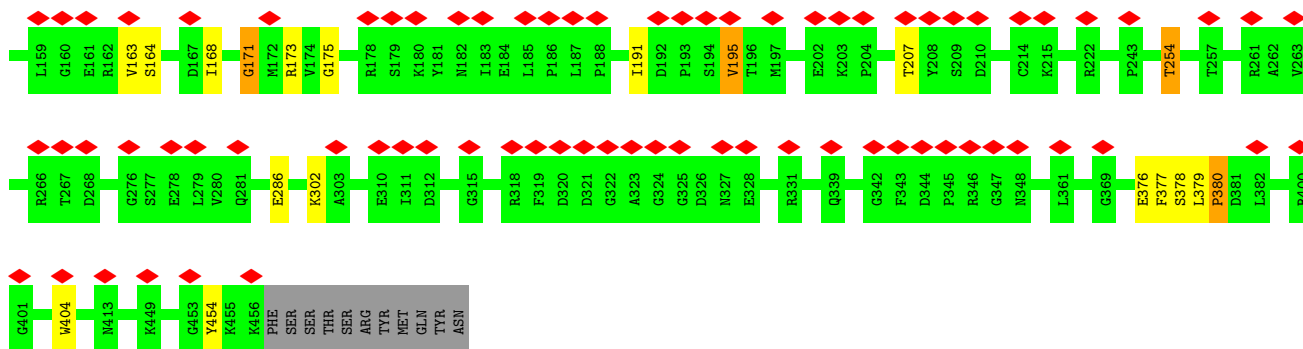 L159 G160 E161 R162 V163 S164 D167 I168 G171 M172 R173 V174 G175 R178 S179 K180 Y181 N182 I183 E184 L185 P186 L187 P188 I191 D192 P193 S194 V195 T196 M197 E202 K203 P204 T207 Y208 S209 D210 C214 K215 R222 P243 T254 T257 R261 A262 V263
R266 T267 D268 G276 S277 E278 L279 V280 Q281 E286 K302 A303 E310 I311 D312 G315 R318 F319 D320 D321 G322 A323 G324 G325 D326 N327 E328 R331 Q339 G342 F343 D344 P345 R346 G347 N348 L361 G369 E376 F377 S378 L379 P380 D381 L382 R400
G401 W404 N413 K449 G453 Y454 K455 K456 PHE SER SER THR SER ARG TYR MET GLN TYR ASN